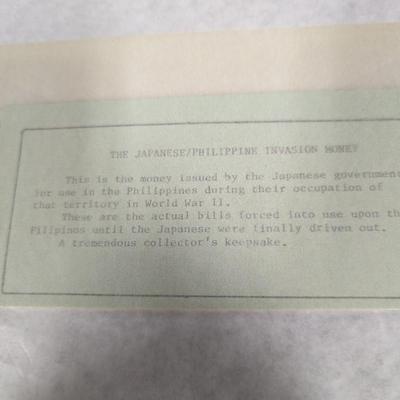 THE JAPANESE/PHILIPPINE INVASION MONEY
This is the money issued by the Japanese government
for use in the Philippines during their occupation of
that territory in World War II.
These are the actual bills forced into use upon the
Filipinos until the Japanese were finally driven out.
A tremendous collector's keepsake.